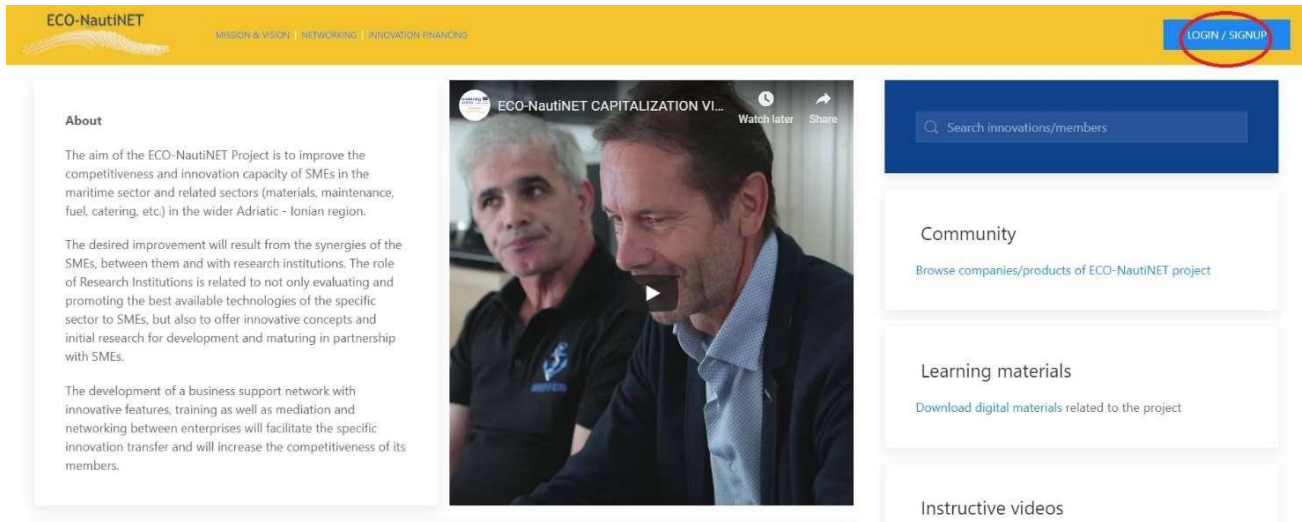 ECO-NautiNET
MISSION & VISION | NETWORKING | INNOVATION FINANCING
LOGIN / SIGNUP
About
The aim of the ECO-NautiNET Project is to improve the
competitiveness and innovation capacity of SMEs in the
maritime sector and related sectors (materials, maintenance,
fuel, catering, etc.) in the wider Adriatic - Ionian region.
The desired improvement will result from the synergies of the
SMEs, between them and with research institutions. The role
of Research Institutions is related to not only evaluating and
promoting the best available technologies of the specific
sector to SMEs, but also to offer innovative concepts and
initial research for development and maturing in partnership
with SMEs.
The development of a business support network with
innovative features, training as well as mediation and
networking between enterprises will facilitate the specific
innovation transfer and will increase the competitiveness of its
members.
ECO-NautiNET CAPITALIZATION VI...
Watch later
Share
Search innovations/members
Community
Browse companies/products of ECO-NautiNET project
Learning materials
Download digital materials related to the project
Instructive videos